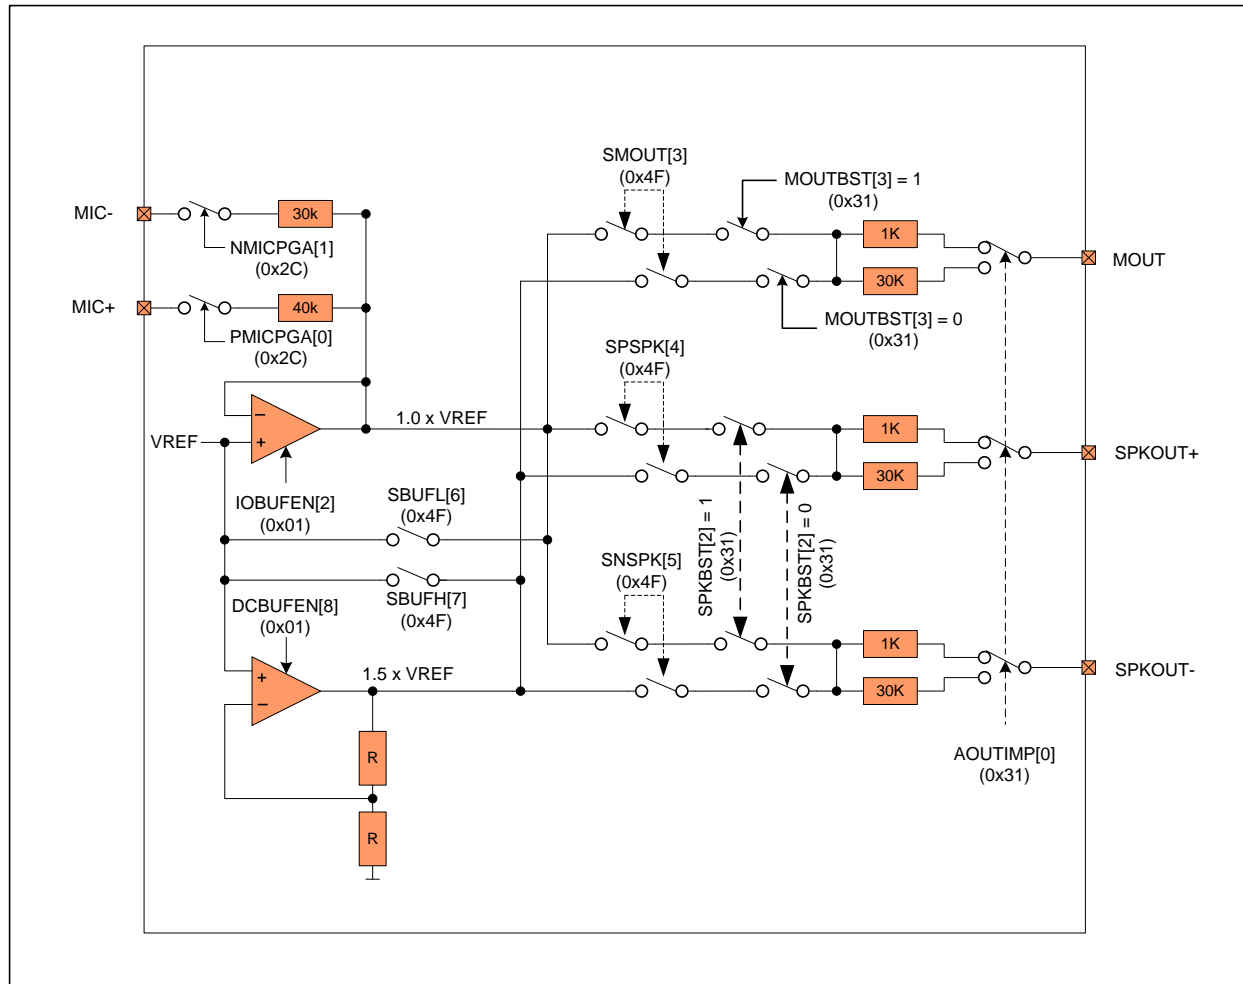 SMOUT[3]
(0x4F)
MOUTBST[3] = 1
(0x31)
MIC-
30k
1K
NMICPGA[1]
(0x2C)
MOUT
MIC+
40k
30K
PMICPGA[0]
(0x2C)
MOUTBST[3] = 0
(0x31)
SPSPK[4]
(0x4F)
−
1.0 x VREF
1K
VREF
+
SPKOUT+
30K
IOBUFEN[2]
(0x01)
SBUFL[6]
(0x4F)
SPKBST[2] = 1
(0x31)
SPKBST[2] = 0
(0x31)
SNSPK[5]
(0x4F)
SBUFH[7]
(0x4F)
DCBUFEN[8]
(0x01)
1K
+
1.5 x VREF
SPKOUT-
−
30K
R
AOUTIMP[0]
(0x31)
R